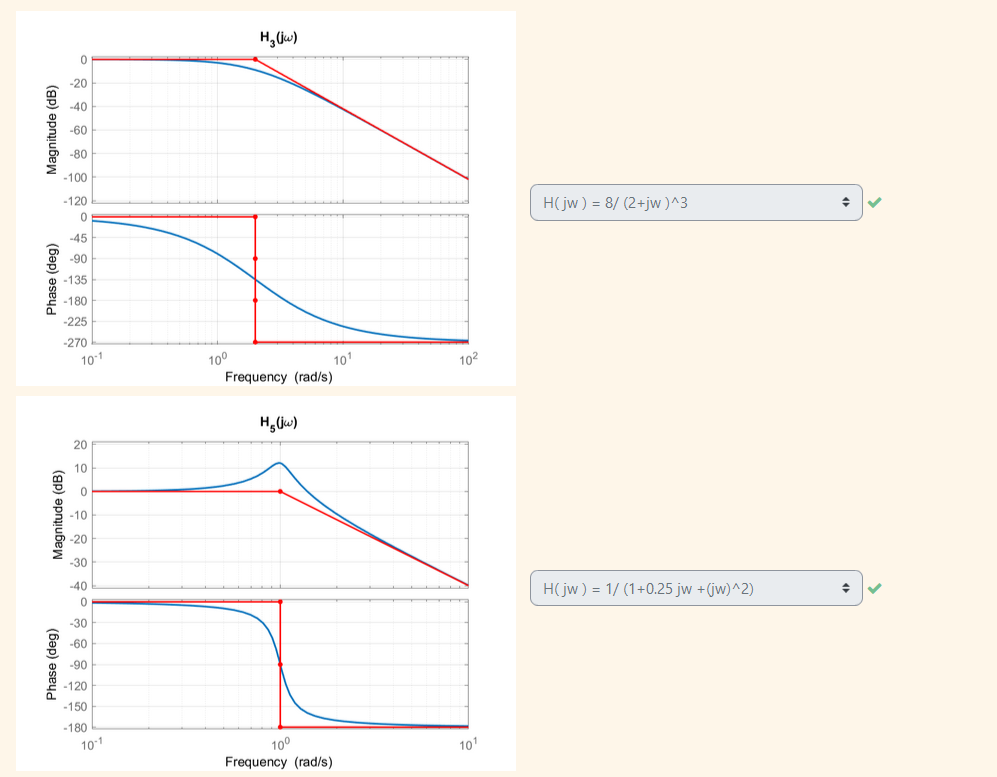 H3(jω)
0
-20
-40
-60
-80
-100
-120
Magnitude (dB)
0
-45
-90
-135
-180
-225
-270
Phase (deg)
10-1 100 101 102
Frequency (rad/s)
H( jw ) = 8/ (2+jw )^3
H5(jω)
20
10
0
-10
-20
-30
-40
Magnitude (dB)
0
-30
-60
-90
-120
-150
-180
Phase (deg)
10-1 100 101
Frequency (rad/s)
H( jw ) = 1/ (1+0.25 jw +(jw)^2)